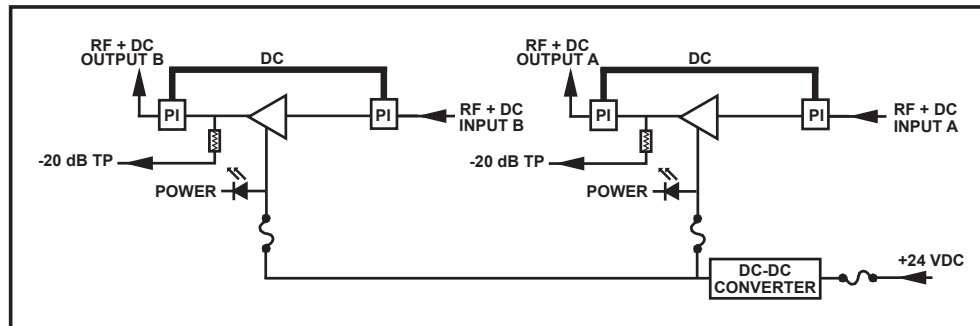 RF + DC
OUTPUT B
DC
PI
PI
RF + DC
INPUT B
-20 dB TP
POWER
RF + DC
OUTPUT A
DC
PI
PI
RF + DC
INPUT A
-20 dB TP
POWER
DC-DC
CONVERTER
+24 VDC